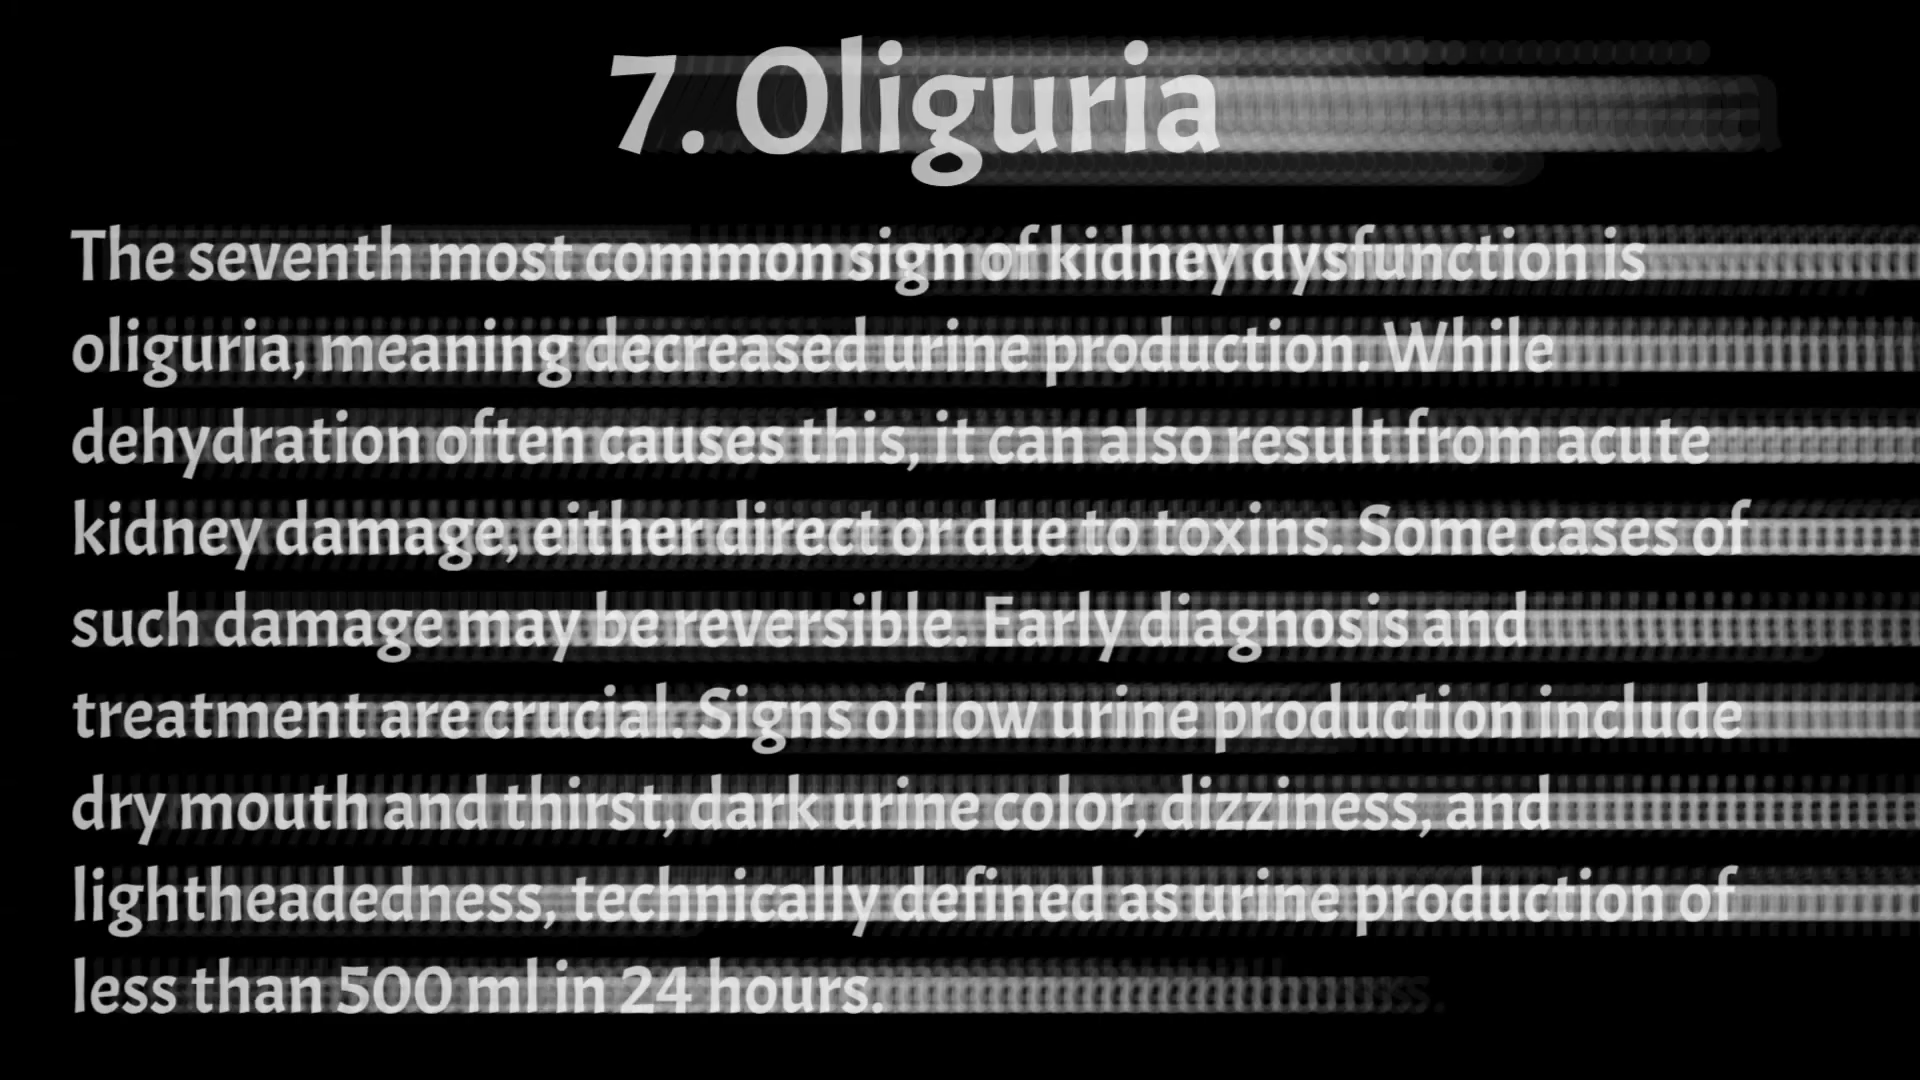 7. Oliguria
The seventh most common sign of kidney dysfunction is
oliguria, meaning decreased urine production. While
dehydration often causes this, it can also result from acute
kidney damage, either direct or due to toxins. Some cases of
such damage may be reversible. Early diagnosis and
treatment are crucial. Signs of low urine production include
dry mouth and thirst, dark urine color, dizziness, and
lightheadedness, technically defined as urine production of
less than 500 ml in 24 hours.